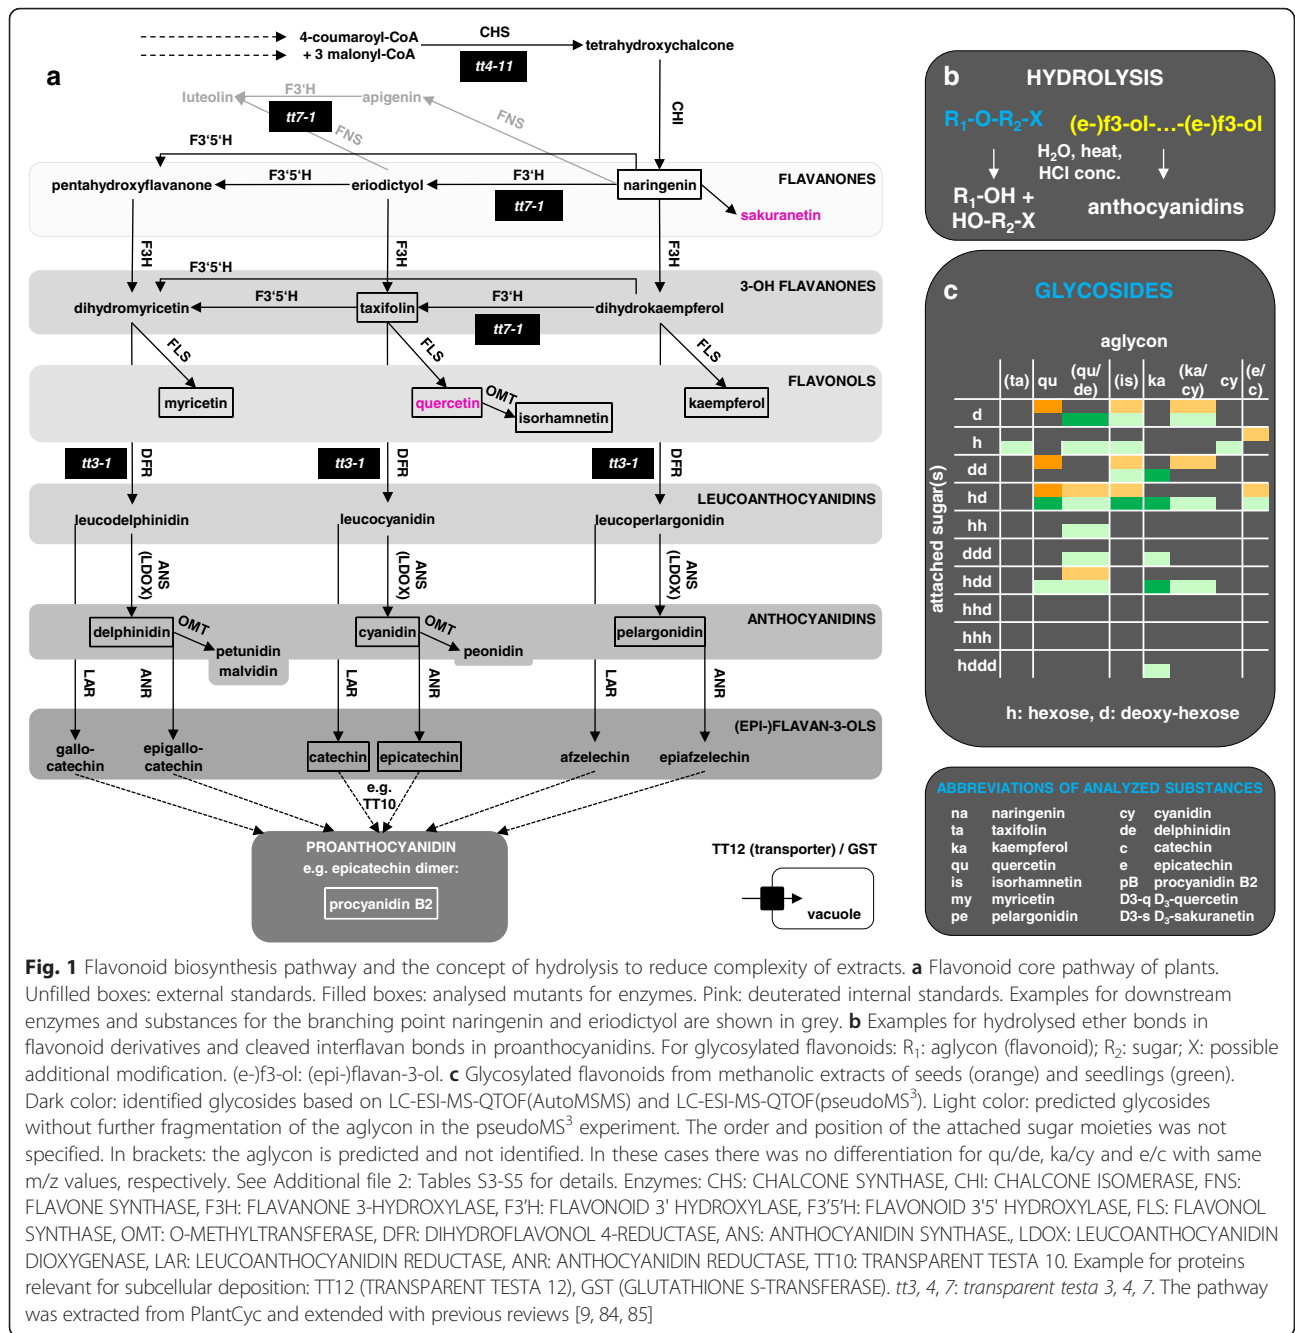 a
4-coumaroyl-CoA
+ 3 malonyl-CoA
CHS
tt4-11
tetrahydroxychalcone
CHI
luteolin
F3‘H
apigenin
tt7-1
FNS
FNS
F3‘5‘H
FLAVANONES
pentahydroxyflavanone
F3‘5‘H
eriodictyol
F3‘H
naringenin
tt7-1
sakuranetin
F3H
F3H
F3H
3-OH FLAVANONES
F3‘5‘H
dihydromyricetin
F3‘5‘H
taxifolin
F3‘H
dihydrokaempferol
tt7-1
FLS
FLS
FLS
FLAVONOLS
myricetin
quercetin
OMT
isorhamnetin
kaempferol
tt3-1
DFR
tt3-1
DFR
tt3-1
DFR
LEUCOANTHOCYANIDINS
leucodelphinidin
leucocyanidin
leucoperlargonidin
ANS
(LDOX)
ANS
(LDOX)
ANS
(LDOX)
ANTHOCYANIDINS
delphinidin
OMT
petunidin
malvidin
cyanidin
OMT
peonidin
pelargonidin
LAR
ANR
LAR
ANR
LAR
ANR
(EPI-)FLAVAN-3-OLS
gallo-
catechin
epigallo-
catechin
catechin
epicatechin
afzelechin
epiafzelechin
e.g.
TT10
PROANTHOCYANIDIN
e.g. epicatechin dimer:
procyanidin B2
TT12 (transporter) / GST
vacuole
b
HYDROLYSIS
R1-O-R2-X
(e-)f3-ol-...-(e-)f3-ol
H2O, heat,
HCl conc.
R1-OH +
HO-R2-X
anthocyanidins
c
GLYCOSIDES
aglycon
(ta) qu (qu/de) (is) ka (ka/cy) cy (e/c)
attached sugar(s)
d
h
dd
hd
hh
ddd
hdd
hhd
hhh
hddd
h: hexose, d: deoxy-hexose
ABBREVIATIONS OF ANALYZED SUBSTANCES
na naringenin cy cyanidin
ta taxifolin de delphinidin
ka kaempferol c catechin
qu quercetin e epicatechin
is isorhamnetin pB procyanidin B2
my myricetin D3-q D3-quercetin
pe pelargonidin D3-s D3-sakuranetin
Fig. 1 Flavonoid biosynthesis pathway and the concept of hydrolysis to reduce complexity of extracts. a Flavonoid core pathway of plants.
Unfilled boxes: external standards. Filled boxes: analysed mutants for enzymes. Pink: deuterated internal standards. Examples for downstream
enzymes and substances for the branching point naringenin and eriodictyol are shown in grey. b Examples for hydrolysed ether bonds in
flavonoid derivatives and cleaved interflavan bonds in proanthocyanidins. For glycosylated flavonoids: R1: aglycon (flavonoid); R2: sugar; X: possible
additional modification. (e-)f3-ol: (epi-)flavan-3-ol. c Glycosylated flavonoids from methanolic extracts of seeds (orange) and seedlings (green).
Dark color: identified glycosides based on LC-ESI-MS-QTOF(AutoMSMS) and LC-ESI-MS-QTOF(pseudoMS3). Light color: predicted glycosides
without further fragmentation of the aglycon in the pseudoMS3 experiment. The order and position of the attached sugar moieties was not
specified. In brackets: the aglycon is predicted and not identified. In these cases there was no differentiation for qu/de, ka/cy and e/c with same
m/z values, respectively. See Additional file 2: Tables S3-S5 for details. Enzymes: CHS: CHALCONE SYNTHASE, CHI: CHALCONE ISOMERASE, FNS:
FLAVONE SYNTHASE, F3H: FLAVANONE 3-HYDROXYLASE, F3'H: FLAVONOID 3' HYDROXYLASE, F3'5'H: FLAVONOID 3'5' HYDROXYLASE, FLS: FLAVONOL
SYNTHASE, OMT: O-METHYLTRANSFERASE, DFR: DIHYDROFLAVONOL 4-REDUCTASE, ANS: ANTHOCYANIDIN SYNTHASE., LDOX: LEUCOANTHOCYANIDIN
DIOXYGENASE, LAR: LEUCOANTHOCYANIDIN REDUCTASE, ANR: ANTHOCYANIDIN REDUCTASE, TT10: TRANSPARENT TESTA 10. Example for proteins
relevant for subcellular deposition: TT12 (TRANSPARENT TESTA 12), GST (GLUTATHIONE S-TRANSFERASE). tt3, 4, 7: transparent testa 3, 4, 7. The pathway
was extracted from PlantCyc and extended with previous reviews [9, 84, 85]